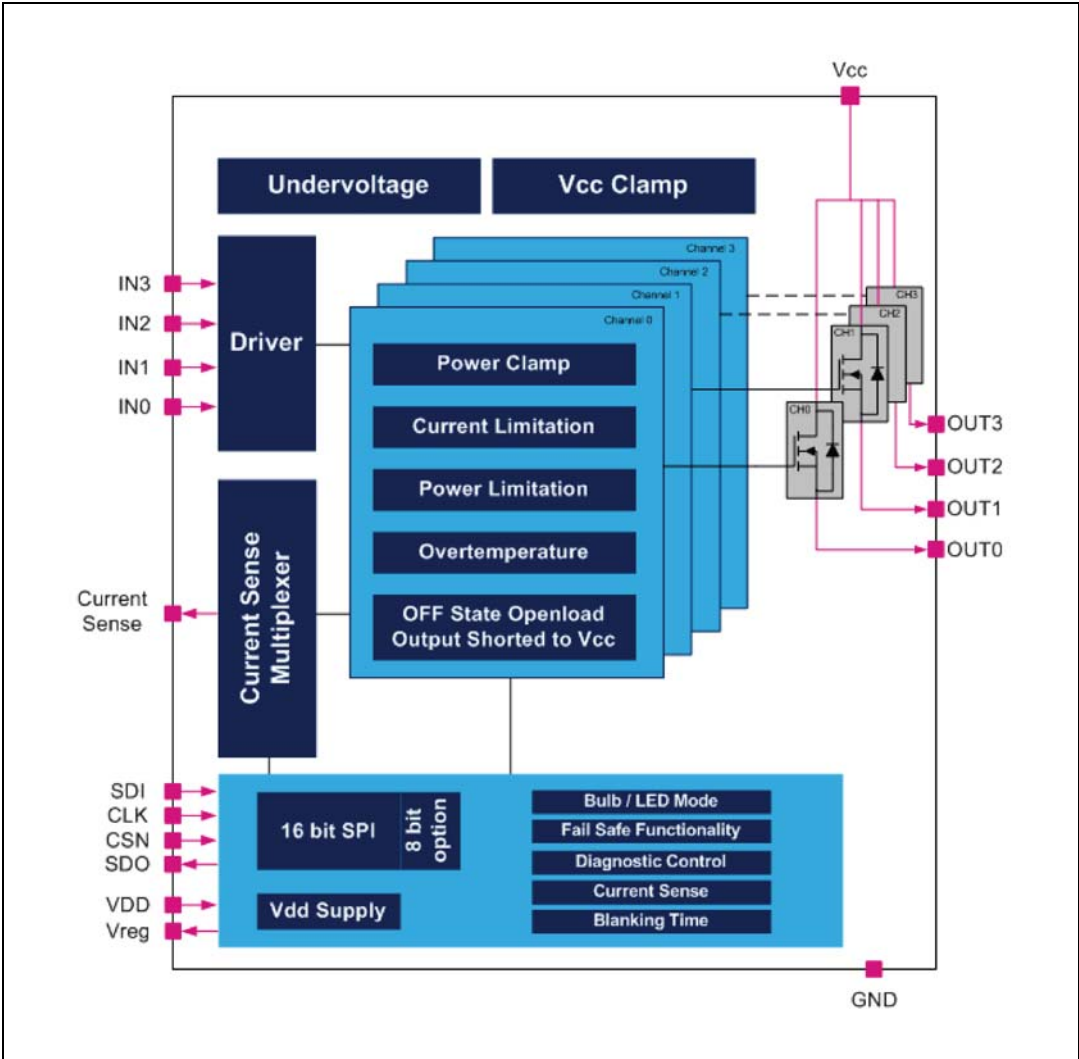 Vcc
Undervoltage
Vcc Clamp
IN3
IN2
IN1
IN0
Driver
Channel 3
Channel 2
Channel 1
Channel 0
Power Clamp
Current Limitation
Power Limitation
Overtemperature
OFF State Openload
Output Shorted to Vcc
CH3
CH2
CH1
CH0
OUT3
OUT2
OUT1
OUT0
Current
Sense
Current Sense
Multiplexer
SDI
CLK
CSN
SDO
VDD
Vreg
16 bit SPI
8 bit
option
Vdd Supply
Bulb / LED Mode
Fail Safe Functionality
Diagnostic Control
Current Sense
Blanking Time
GND